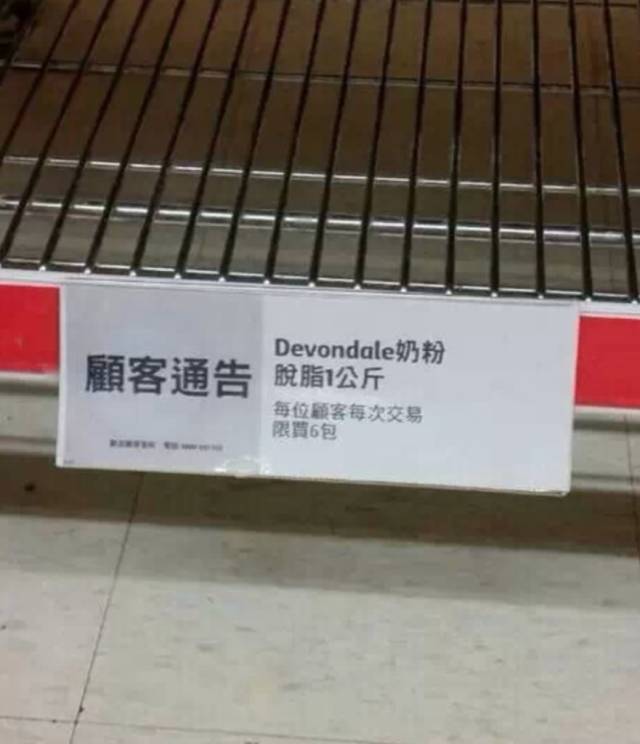 顧客通告
Devondale奶粉
脫脂1公斤
每位顧客每次交易
限買6包